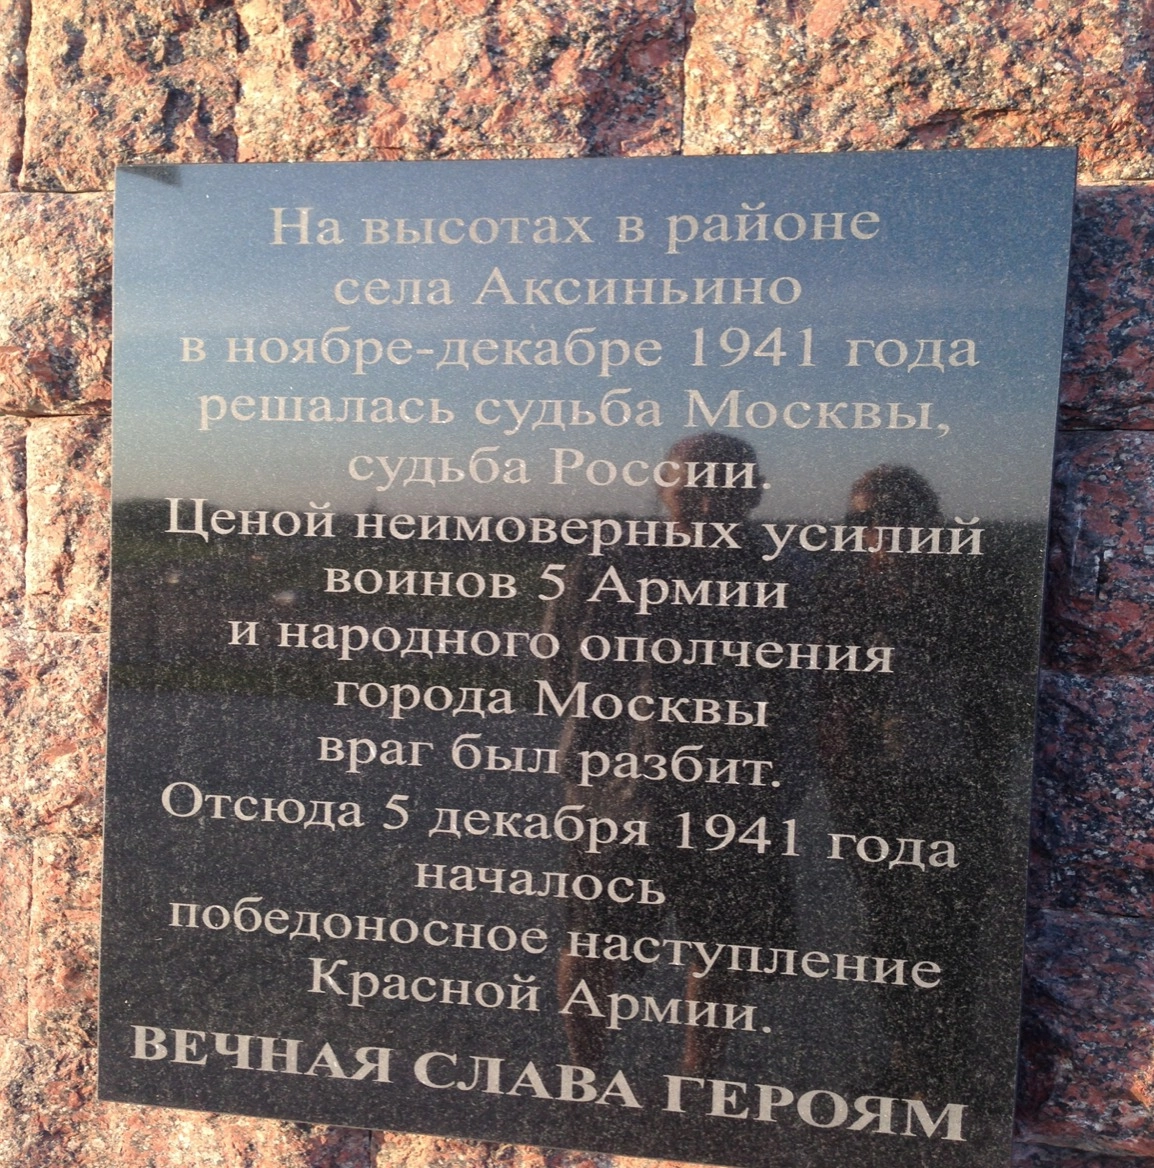 На высотах в районе
села Аксиньино
в ноябре-декабре 1941 года
решалась судьба Москвы,
судьба России.
Ценой неимоверных усилий
воинов 5 Армии
и народного ополчения
города Москвы
враг был разбит.
Отсюда 5 декабря 1941 года
началось
победоносное наступление
Красной Армии.
ВЕЧНАЯ СЛАВА ГЕРОЯМ